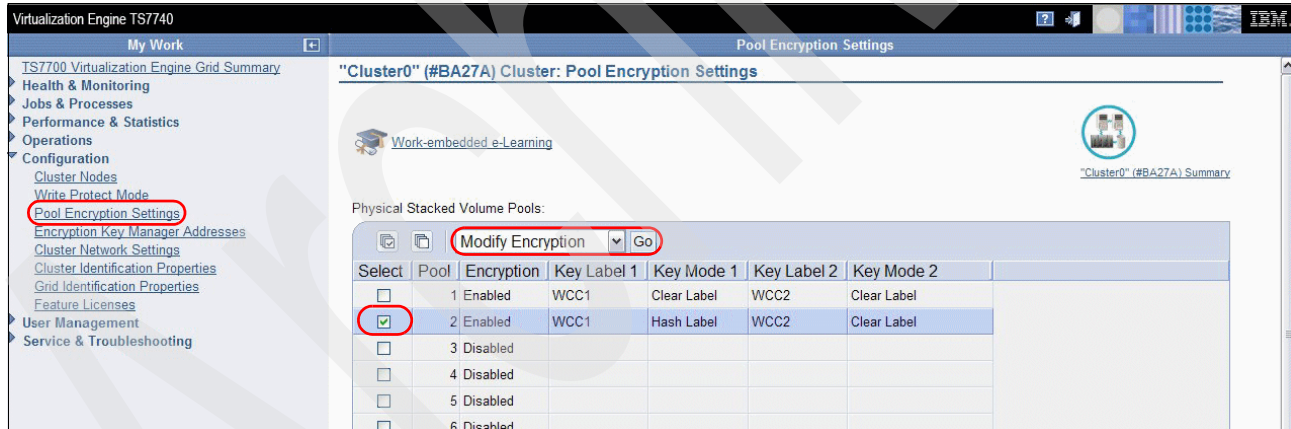 Virtualization Engine TS7740
? IBM.
My Work
Pool Encryption Settings
TS7700 Virtualization Engine Grid Summary
Health & Monitoring
Jobs & Processes
Performance & Statistics
Operations
Configuration
Cluster Nodes
Write Protect Mode
Pool Encryption Settings
Encryption Key Manager Addresses
Cluster Network Settings
Cluster Identification Properties
Grid Identification Properties
Feature Licenses
User Management
Service & Troubleshooting
"Cluster0" (#BA27A) Cluster: Pool Encryption Settings
Work-embedded e-Learning
"Cluster0" (#BA27A) Summary
Physical Stacked Volume Pools:
Modify Encryption Go
Select Pool Encryption Key Label 1 Key Mode 1 Key Label 2 Key Mode 2
1 Enabled WCC1 Clear Label WCC2 Clear Label
2 Enabled WCC1 Hash Label WCC2 Clear Label
3 Disabled
4 Disabled
5 Disabled
6 Disabled